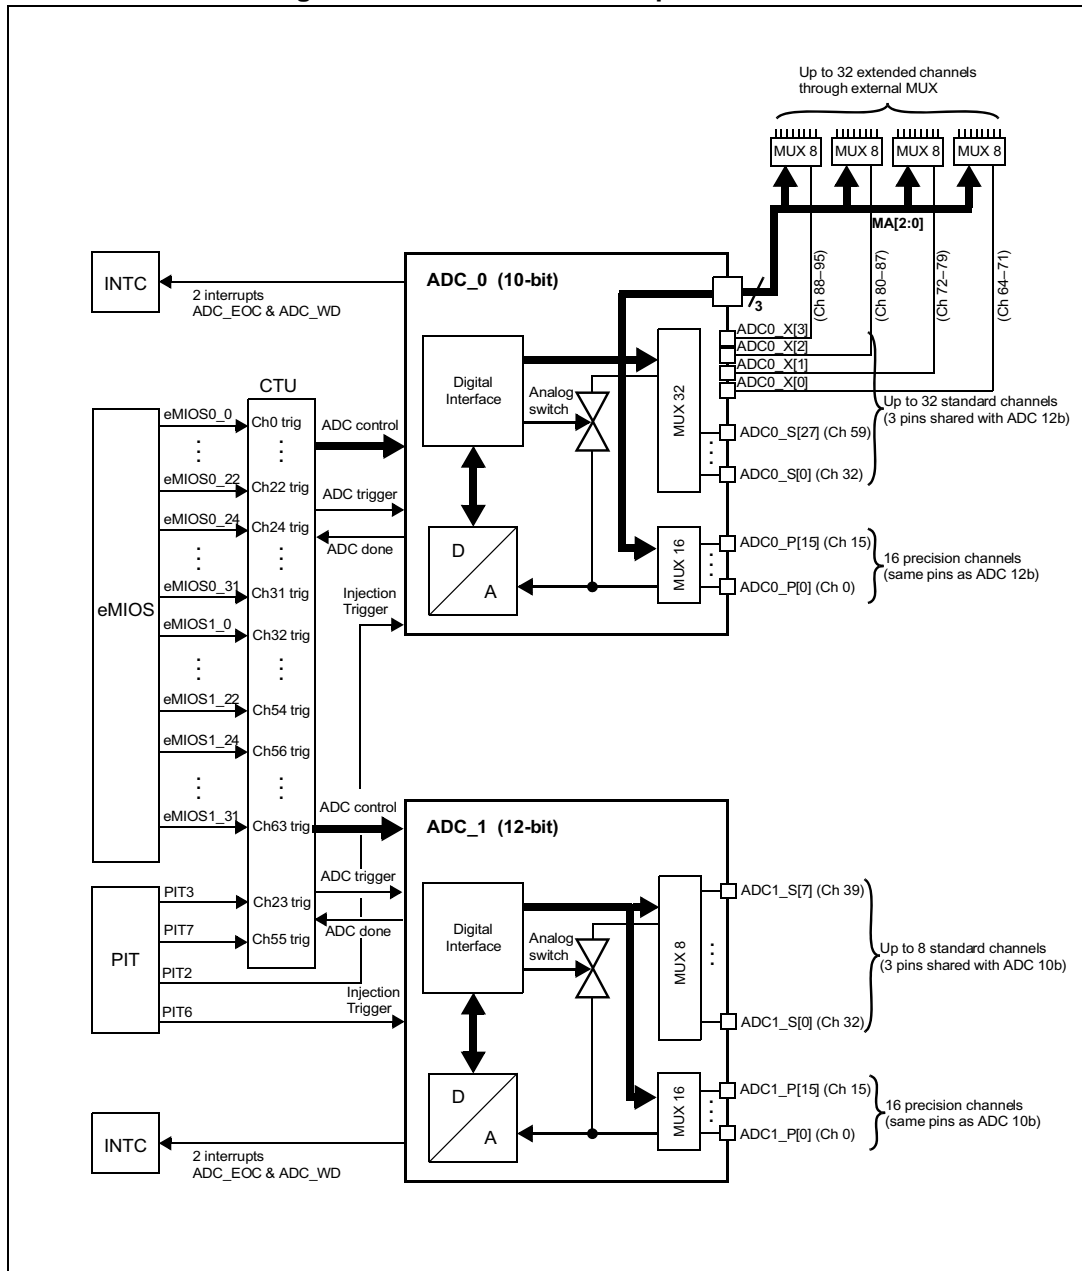 Up to 32 extended channels
through external MUX
MUX 8
MUX 8
MUX 8
MUX 8
MA[2:0]
(Ch 88–95)
(Ch 80–87)
(Ch 72–79)
(Ch 64–71)
INTC
2 interrupts
ADC_EOC & ADC_WD
ADC_0 (10-bit)
3
Digital
Interface
Analog
switch
MUX 32
ADC0_X[3]
ADC0_X[2]
ADC0_X[1]
ADC0_X[0]
Up to 32 standard channels
(3 pins shared with ADC 12b)
ADC0_S[27] (Ch 59)
ADC0_S[0] (Ch 32)
D
A
MUX 16
ADC0_P[15] (Ch 15)
ADC0_P[0] (Ch 0)
16 precision channels
(same pins as ADC 12b)
CTU
eMIOS
eMIOS0_0
Ch0 trig
ADC control
eMIOS0_22
Ch22 trig
ADC trigger
eMIOS0_24
Ch24 trig
ADC done
eMIOS0_31
Ch31 trig
Injection
Trigger
eMIOS1_0
Ch32 trig
eMIOS1_22
Ch54 trig
eMIOS1_24
Ch56 trig
eMIOS1_31
Ch63 trig
ADC control
PIT
PIT3
Ch23 trig
ADC trigger
PIT7
Ch55 trig
ADC done
PIT2
PIT6
Injection
Trigger
ADC_1 (12-bit)
Digital
Interface
Analog
switch
MUX 8
ADC1_S[7] (Ch 39)
ADC1_S[0] (Ch 32)
Up to 8 standard channels
(3 pins shared with ADC 10b)
D
A
MUX 16
ADC1_P[15] (Ch 15)
ADC1_P[0] (Ch 0)
16 precision channels
(same pins as ADC 10b)
INTC
2 interrupts
ADC_EOC & ADC_WD